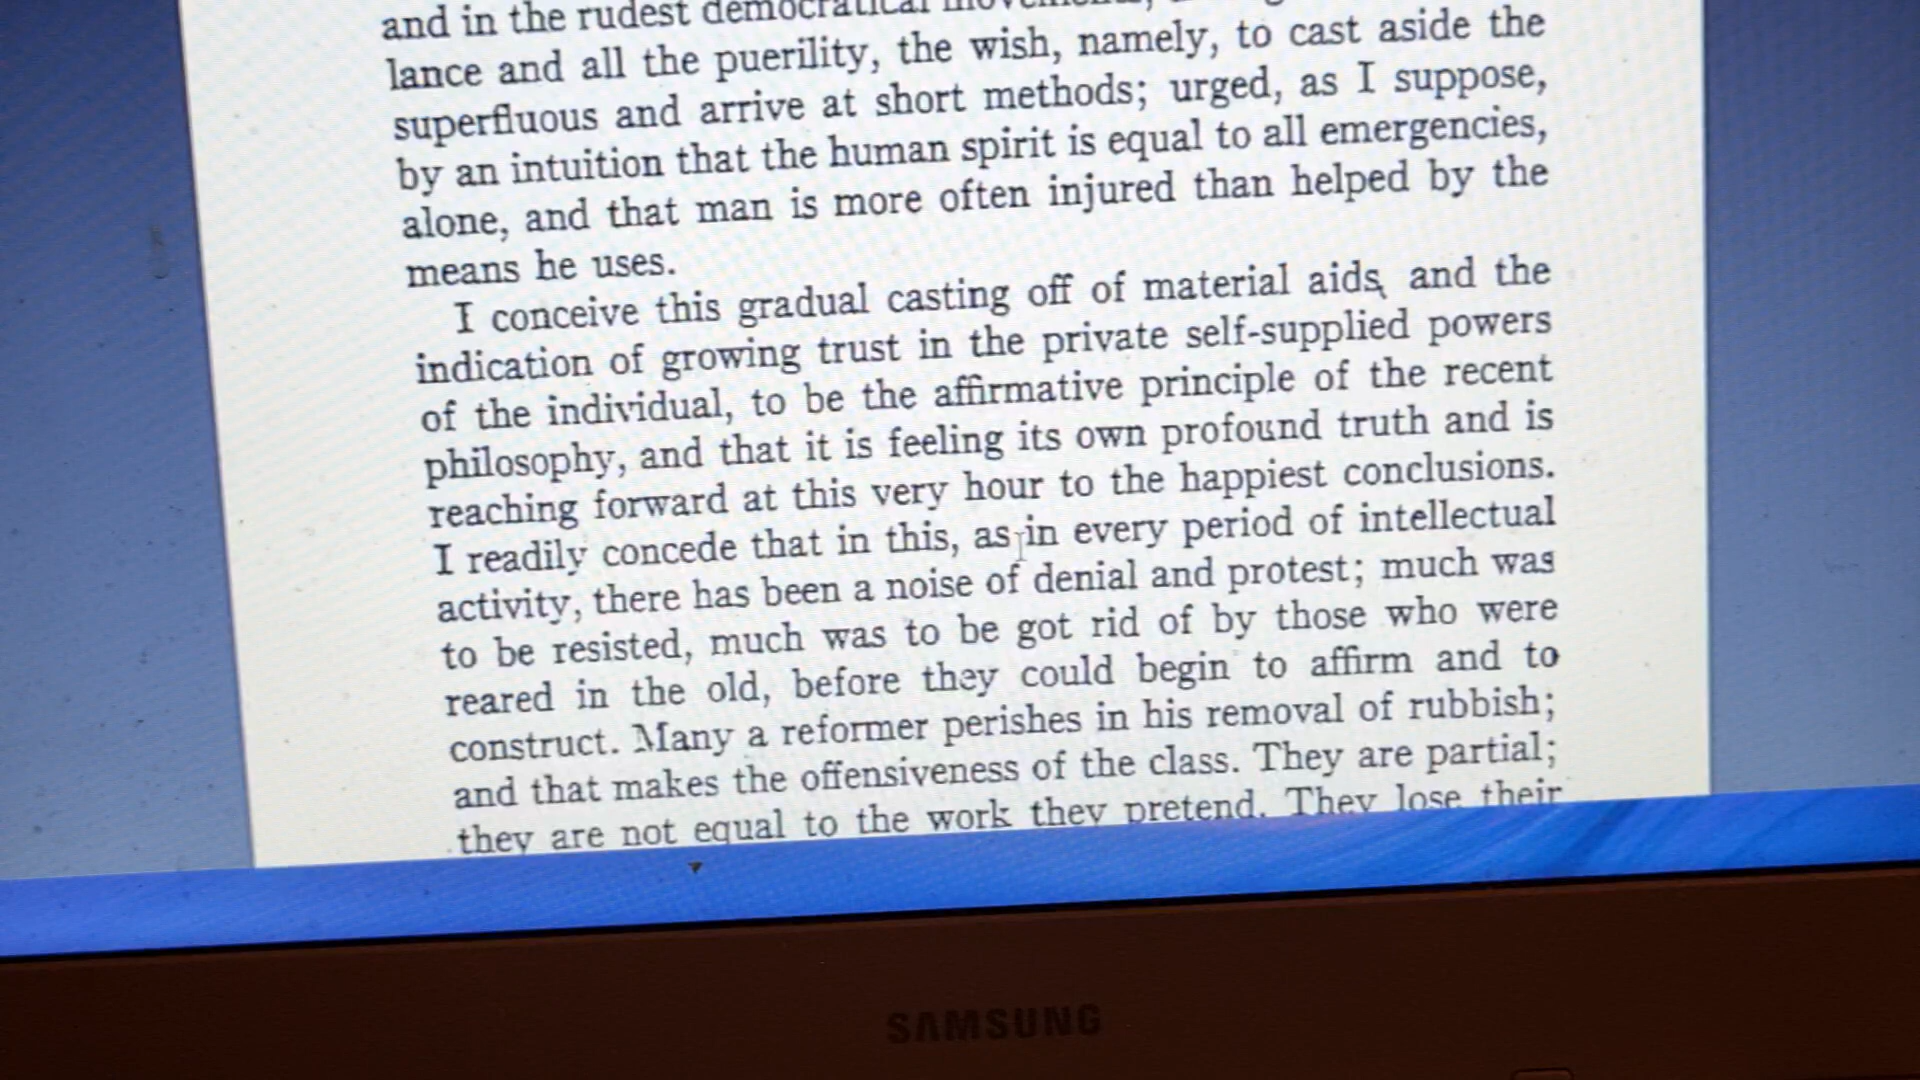 and in the rudest democratical
lance and all the puerility, the wish, namely, to cast aside the
superfluous and arrive at short methods; urged, as I suppose,
by an intuition that the human spirit is equal to all emergencies,
alone, and that man is more often injured than helped by the
means he uses.
I conceive this gradual casting off of material aids, and the
indication of growing trust in the private self-supplied powers
of the individual, to be the affirmative principle of the recent
philosophy, and that it is feeling its own profound truth and is
reaching forward at this very hour to the happiest conclusions.
I readily concede that in this, as in every period of intellectual
activity, there has been a noise of denial and protest; much was
to be resisted, much was to be got rid of by those who were
reared in the old, before they could begin to affirm and to
construct. Many a reformer perishes in his removal of rubbish;
and that makes the offensiveness of the class. They are partial;
they are not equal to the work they pretend. They lose their
SAMSUNG